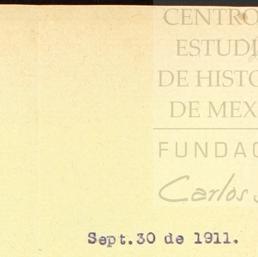 CENTRO
ESTUDI
DE HISTO
DE MEX
FUNDAC
Carlos
Sept.30 de 1911.